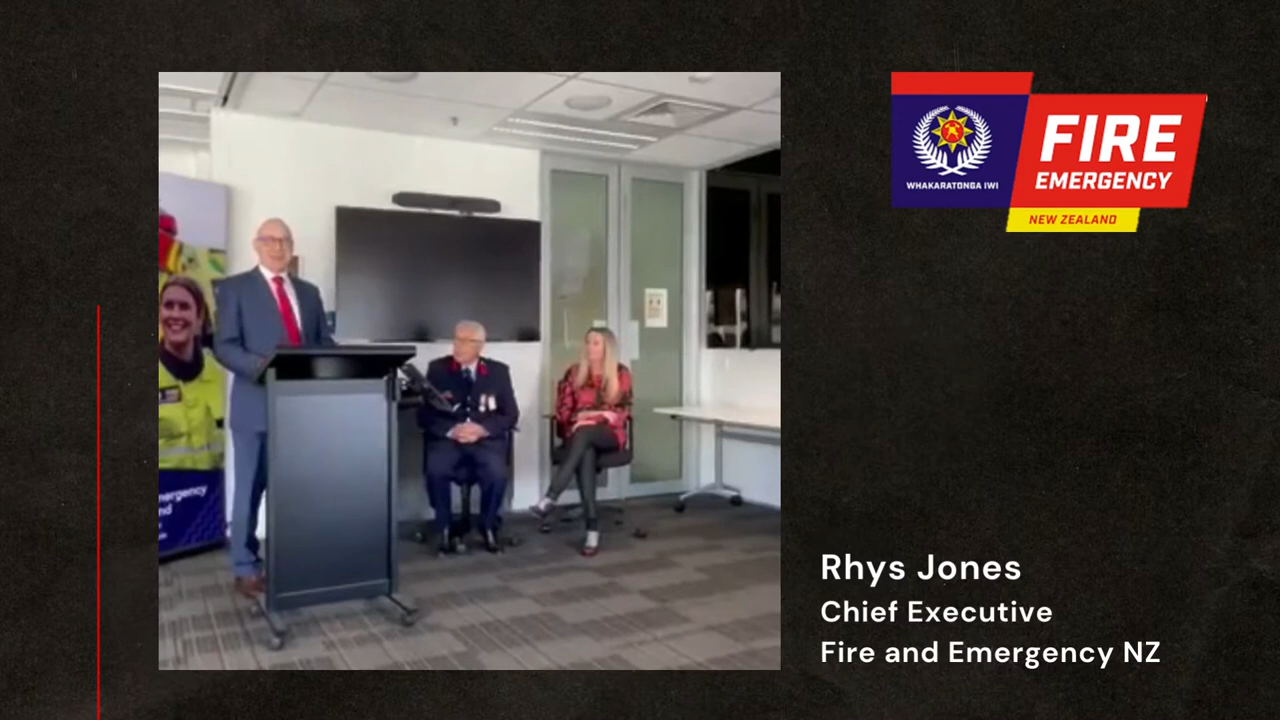 WHAKARATONGA IWI
FIRE
EMERGENCY
NEW ZEALAND
Rhys Jones
Chief Executive
Fire and Emergency NZ